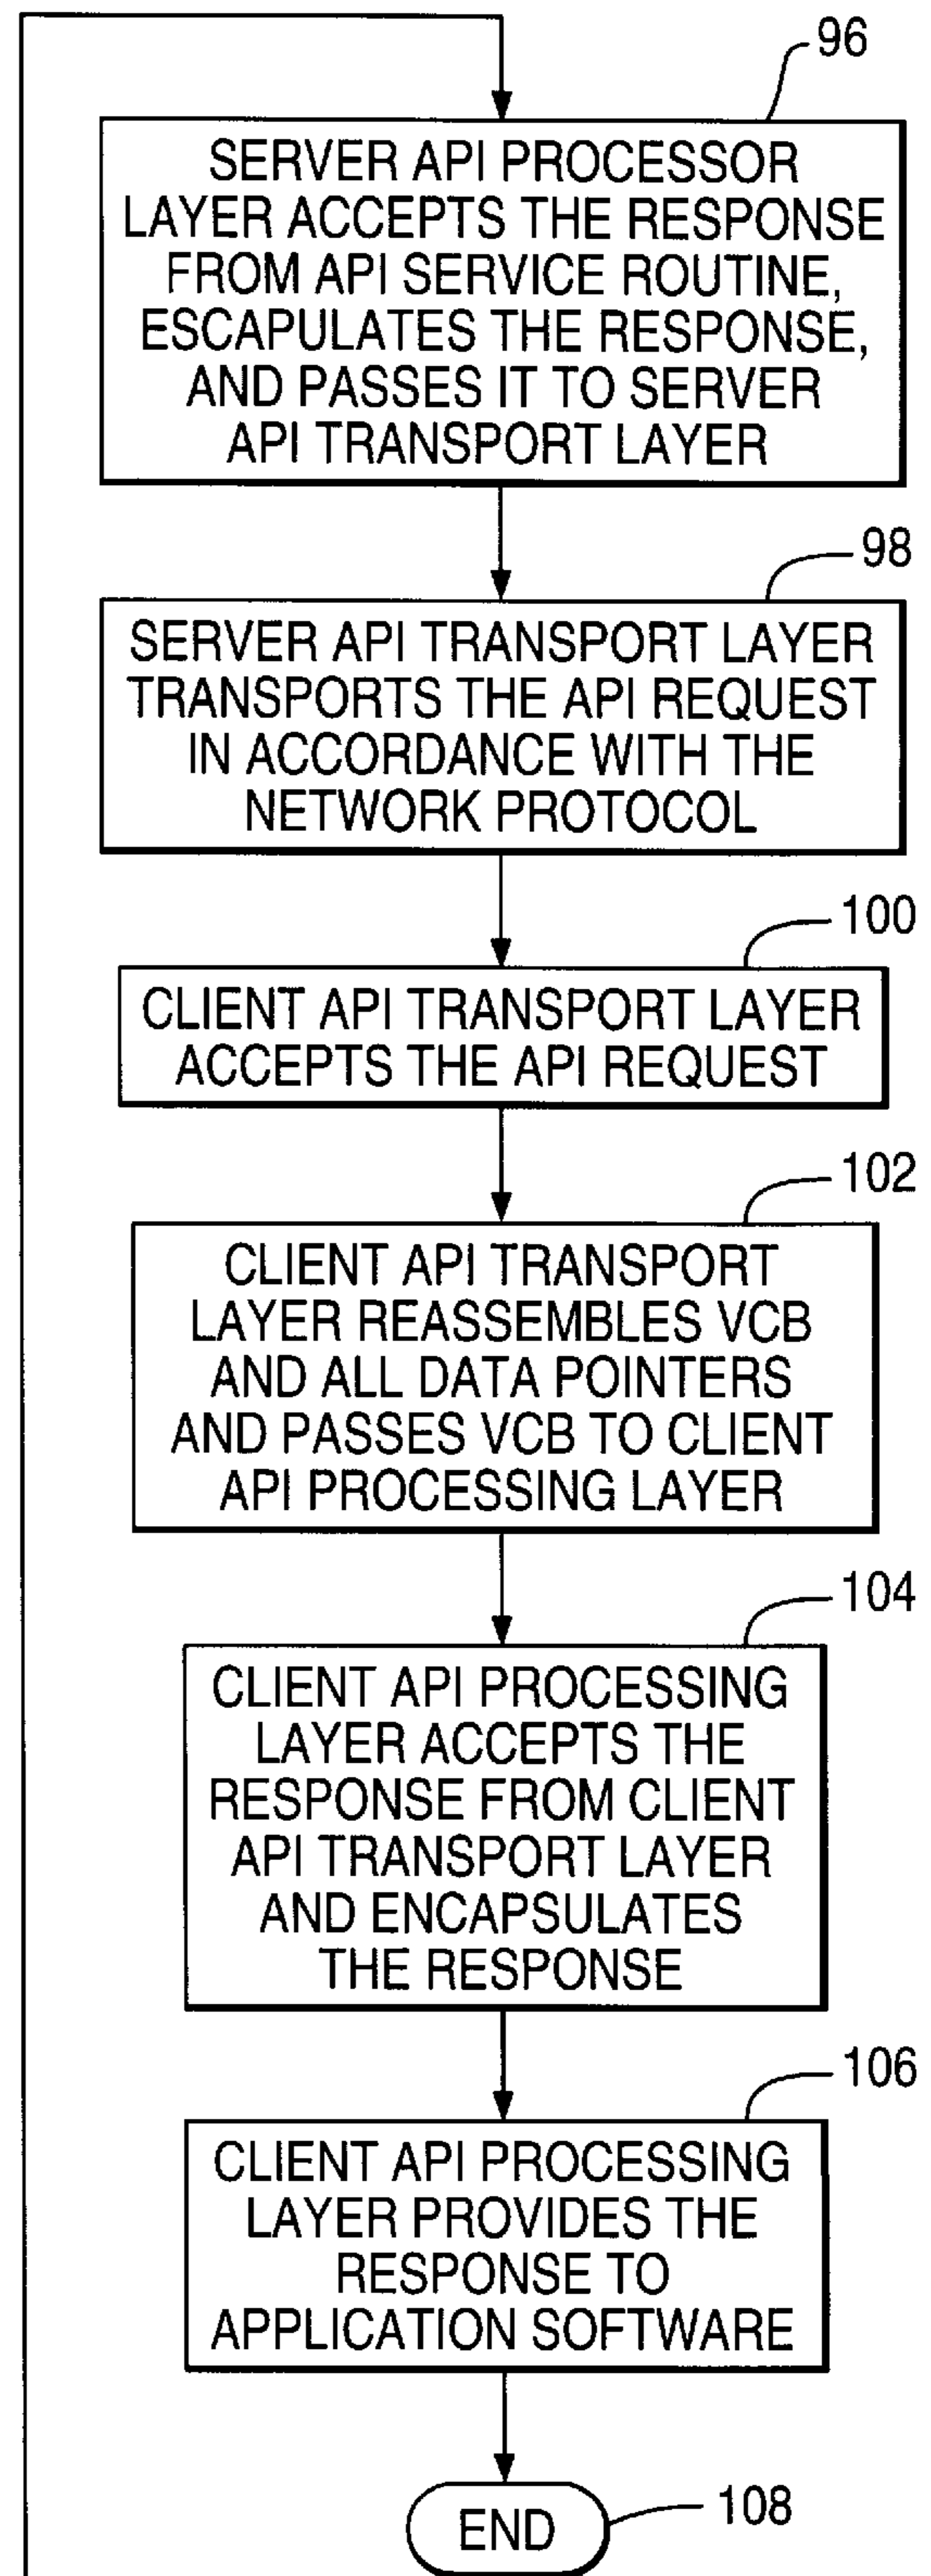 96
SERVER API PROCESSOR
LAYER ACCEPTS THE RESPONSE
FROM API SERVICE ROUTINE,
ESCAPULATES THE RESPONSE,
AND PASSES IT TO SERVER
API TRANSPORT LAYER
98
SERVER API TRANSPORT LAYER
TRANSPORTS THE API REQUEST
IN ACCORDANCE WITH THE
NETWORK PROTOCOL
100
CLIENT API TRANSPORT LAYER
ACCEPTS THE API REQUEST
102
CLIENT API TRANSPORT
LAYER REASSEMBLES VCB
AND ALL DATA POINTERS
AND PASSES VCB TO CLIENT
API PROCESSING LAYER
104
CLIENT API PROCESSING
LAYER ACCEPTS THE
RESPONSE FROM CLIENT
API TRANSPORT LAYER
AND ENCAPSULATES
THE RESPONSE
106
CLIENT API PROCESSING
LAYER PROVIDES THE
RESPONSE TO
APPLICATION SOFTWARE
END
108